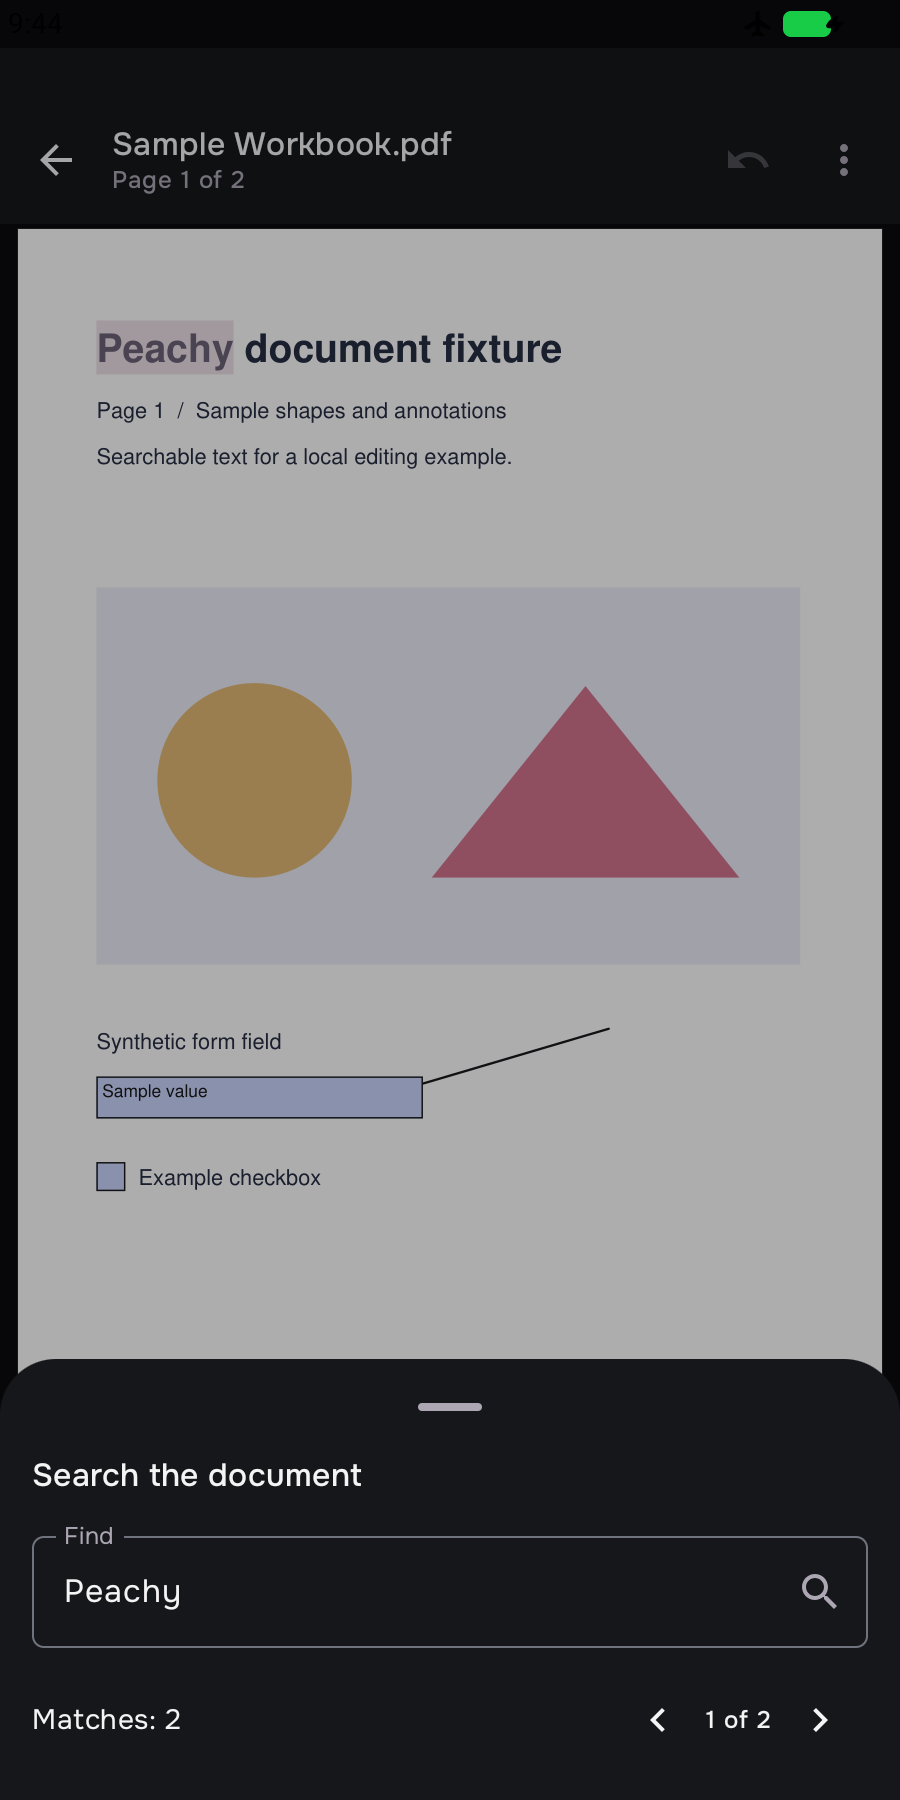 9:44
Sample Workbook.pdf
Page 1 of 2
Peachy document fixture
Page 1 / Sample shapes and annotations
Searchable text for a local editing example.
Synthetic form field
Sample value
Example checkbox
Search the document
Find
Peachy
Matches: 2
1 of 2